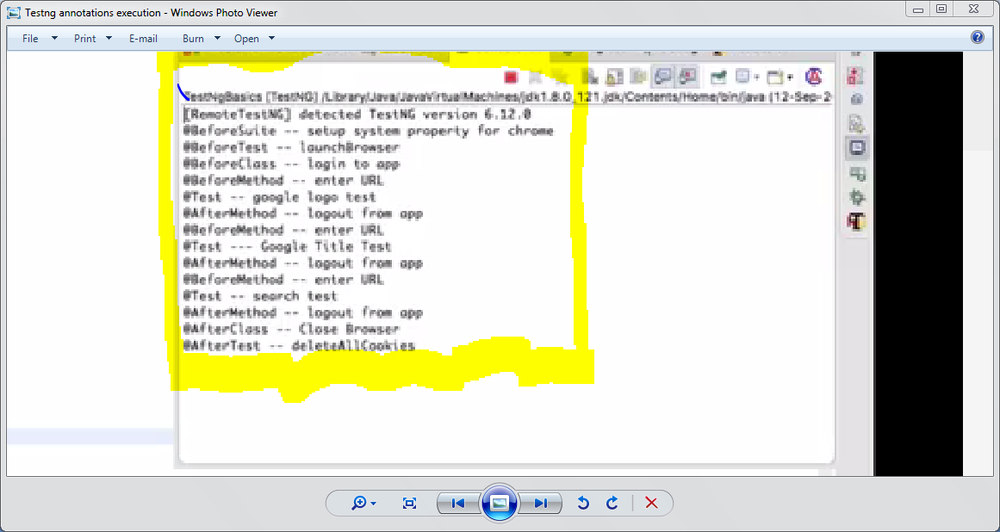 Testng annotations execution - Windows Photo Viewer
File Print E-mail Burn Open
TestNgBasics [TestNG] /Library/Java/JavaVirtualMachines/jdk1.8.0_121.jdk/Contents/Home/bin/java (12-Sep-2
[RemoteTestNG] detected TestNG version 6.12.0
@BeforeSuite -- setup system property for chrome
@BeforeTest -- launchBrowser
@BeforeClass -- login to app
@BeforeMethod -- enter URL
@Test -- google logo test
@AfterMethod -- logout from app
@BeforeMethod -- enter URL
@Test --- Google Title Test
@AfterMethod -- logout from app
@BeforeMethod -- enter URL
@Test -- search test
@AfterMethod -- logout from app
@AfterClass -- Close Browser
@AfterTest -- deleteAllCookies